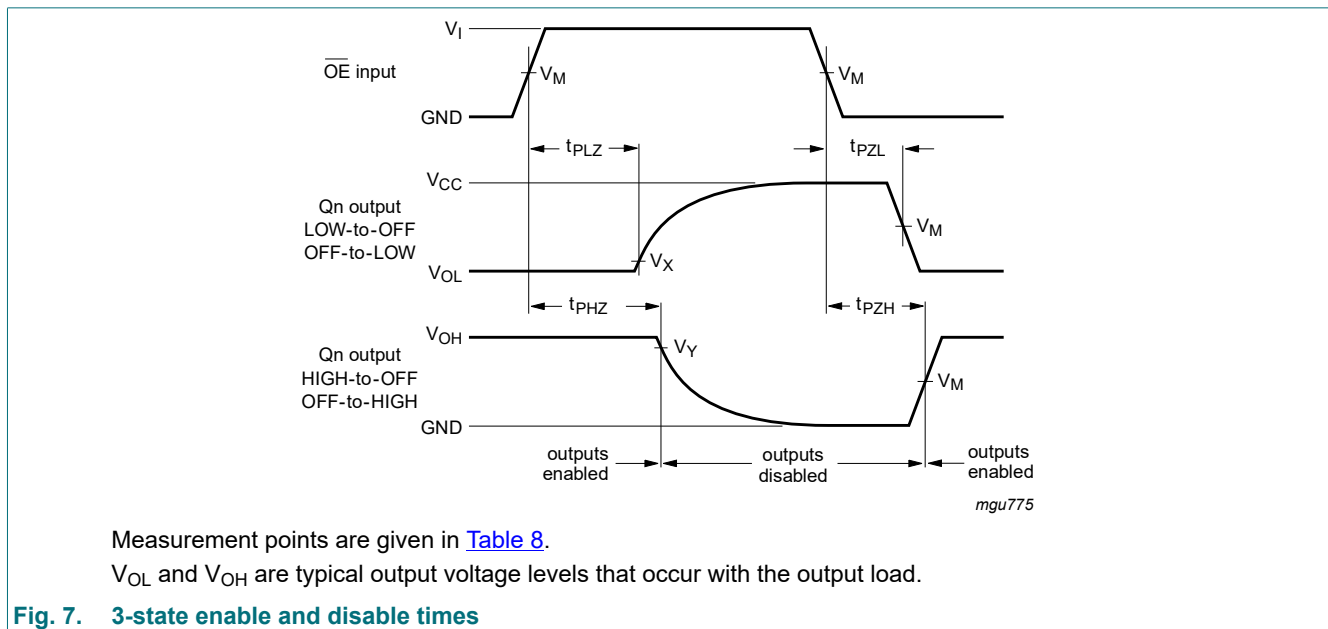 VI
OE input
VM
VM
GND
tPLZ
tPZL
VCC
Qn output
LOW-to-OFF
OFF-to-LOW
VM
VX
VOL
tPHZ
tPZH
VOH
Qn output
HIGH-to-OFF
OFF-to-HIGH
VY
VM
GND
outputs
enabled
outputs
disabled
outputs
enabled
mgu775
Measurement points are given in Table 8.
VOL and VOH are typical output voltage levels that occur with the output load.
Fig. 7. 3-state enable and disable times